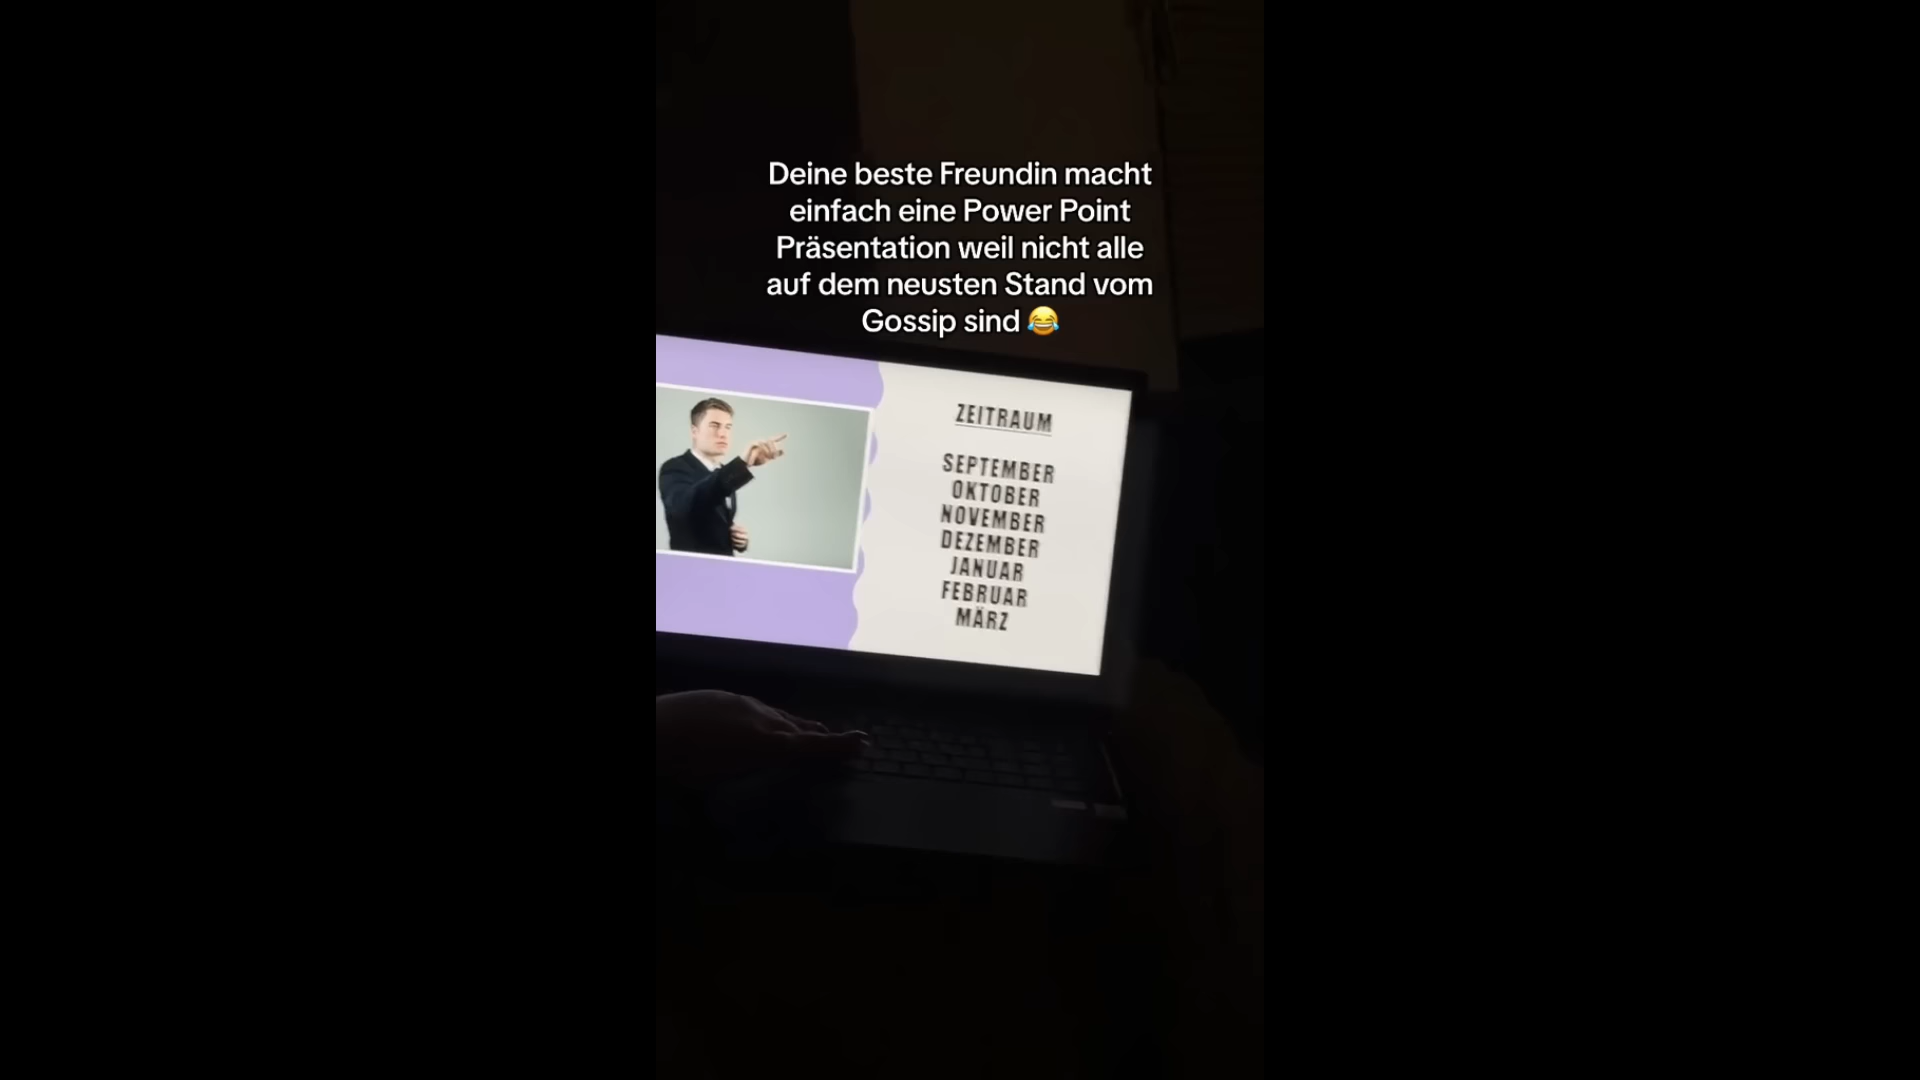 Deine beste Freundin macht
einfach eine Power Point
Präsentation weil nicht alle
auf dem neusten Stand vom
Gossip sind 😂
ZEITRAUM
SEPTEMBER
OKTOBER
NOVEMBER
DEZEMBER
JANUAR
FEBRUAR
MÄRZ